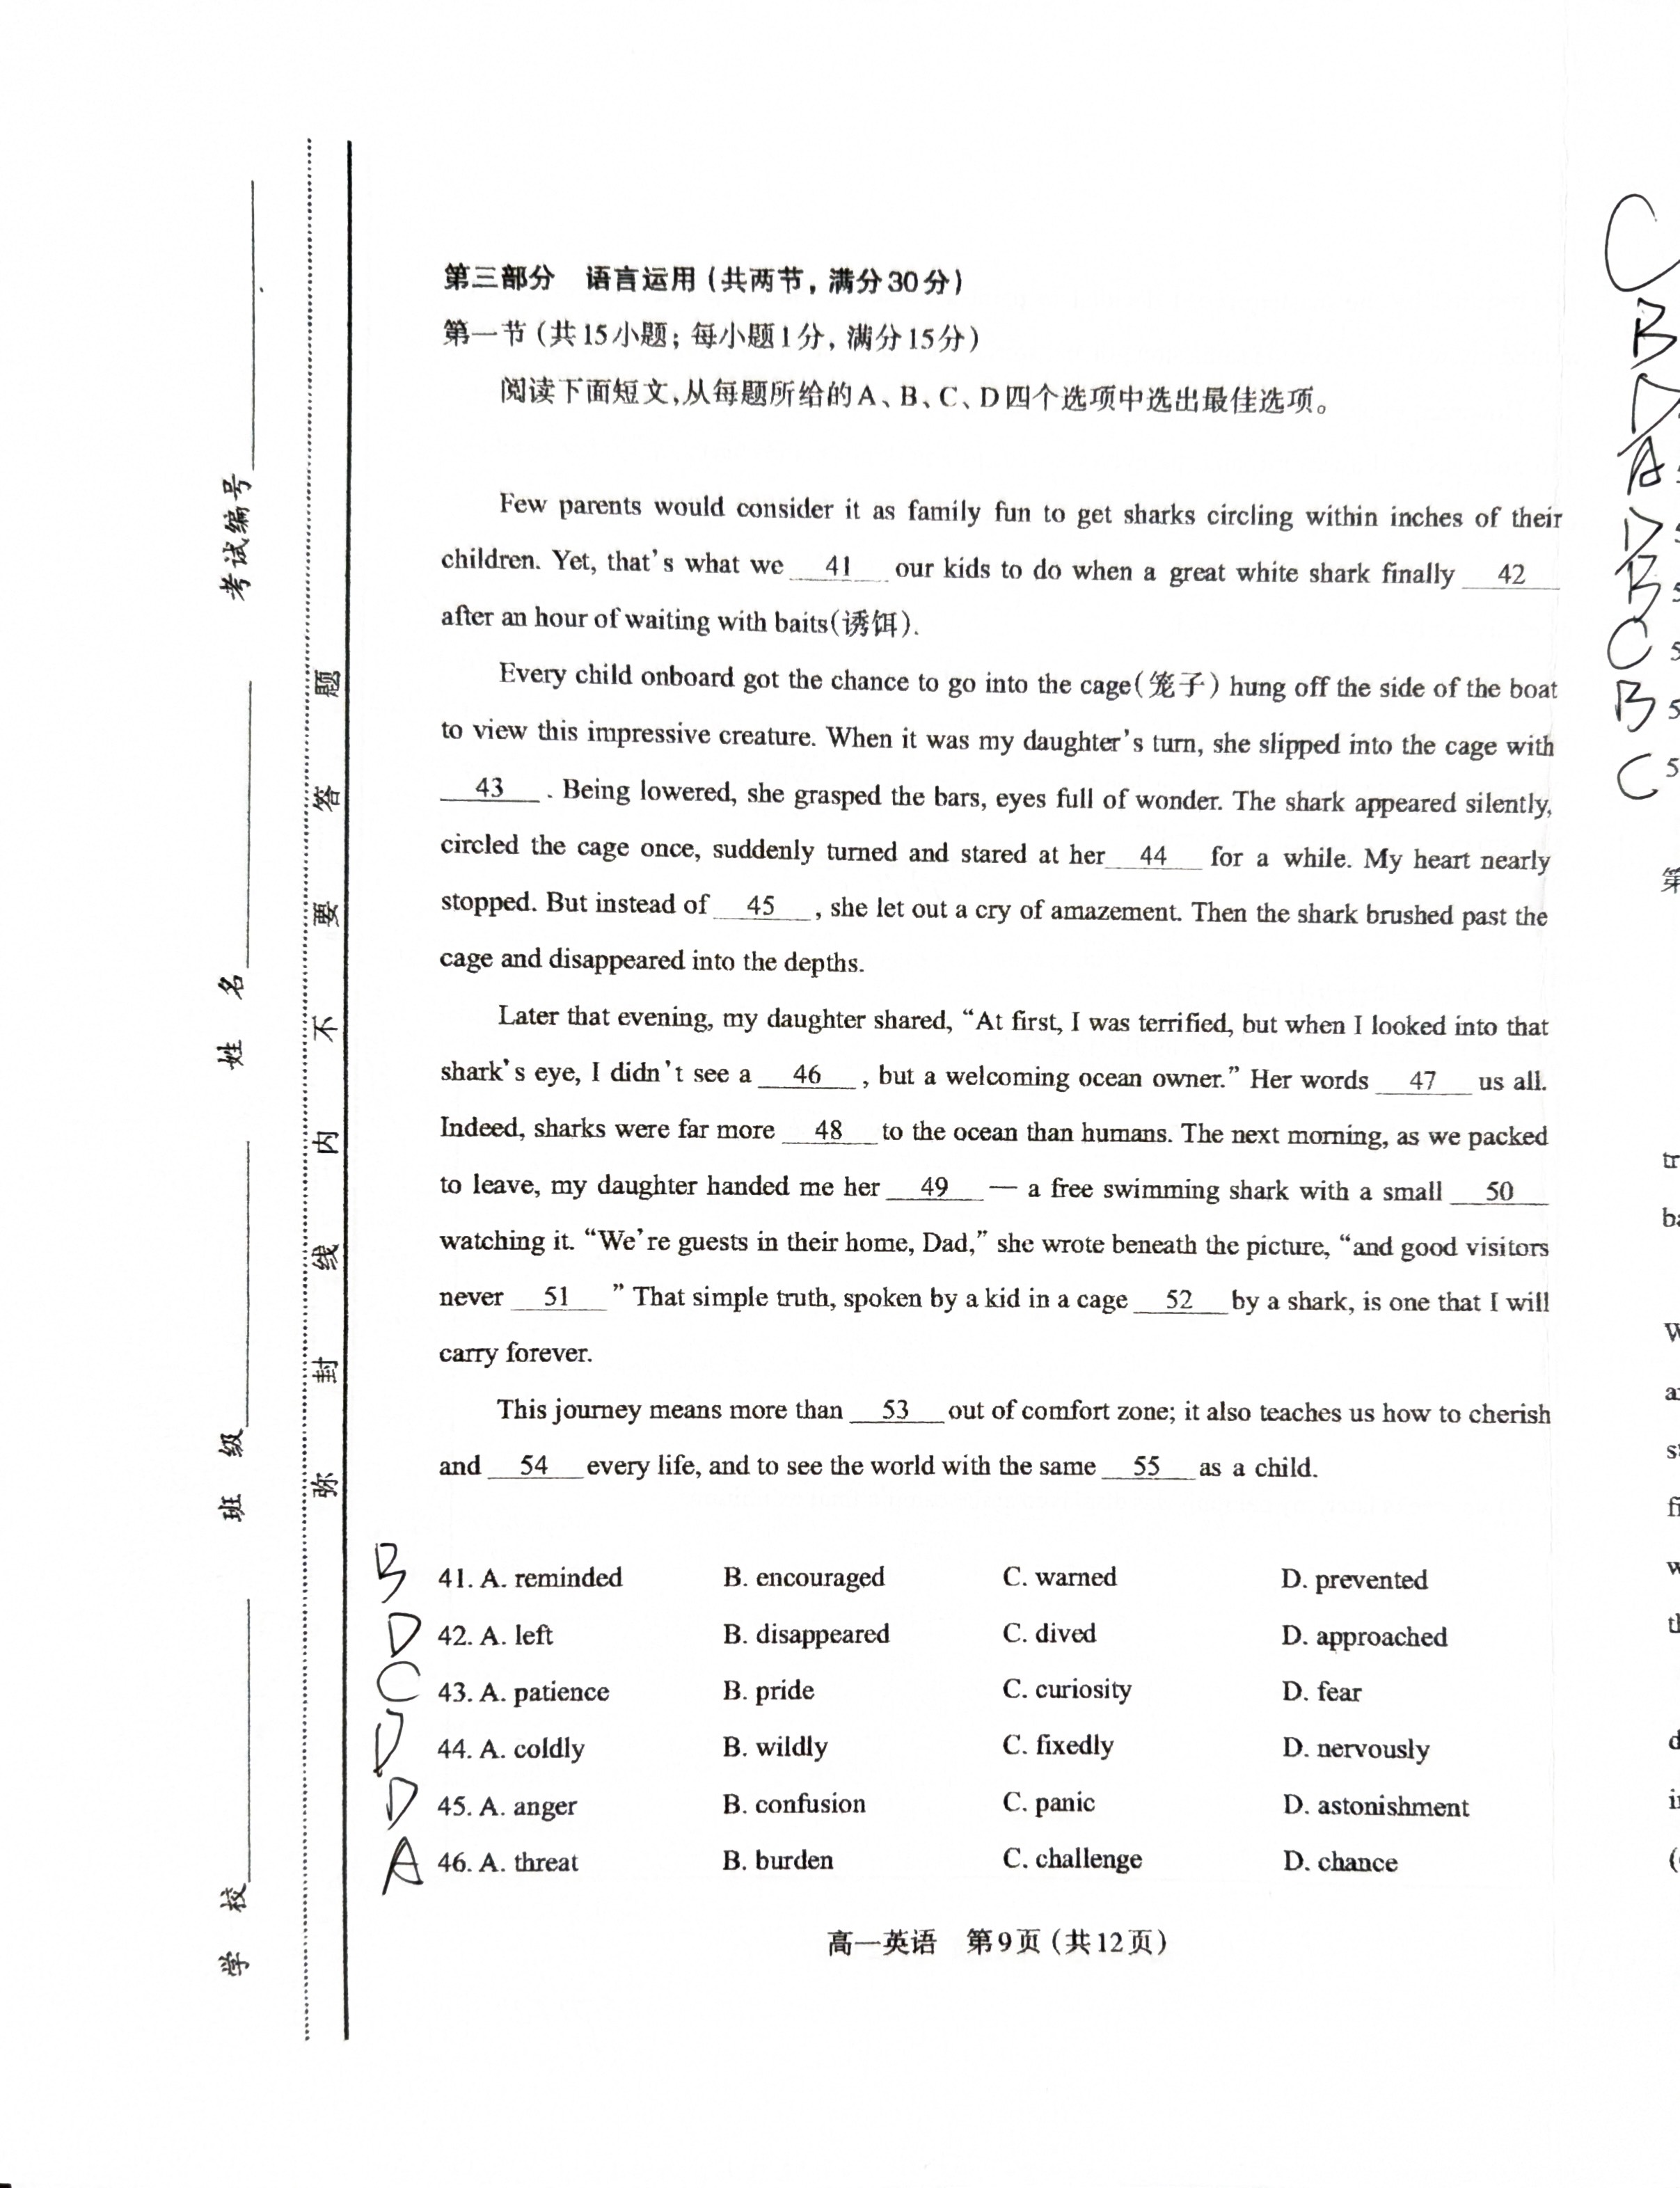 考试编号
姓 名
班 级
学 校
弥 封 线 内 不 要 答 题
第三部分 语言运用(共两节,满分30分)
第一节(共15小题;每小题1分,满分15分)
阅读下面短文,从每题所给的A、B、C、D四个选项中选出最佳选项。
Few parents would consider it as family fun to get sharks circling within inches of their
children. Yet, that's what we 41 our kids to do when a great white shark finally 42
after an hour of waiting with baits(诱饵).
Every child onboard got the chance to go into the cage(笼子) hung off the side of the boat
to view this impressive creature. When it was my daughter's turn, she slipped into the cage with
43 . Being lowered, she grasped the bars, eyes full of wonder. The shark appeared silently,
circled the cage once, suddenly turned and stared at her 44 for a while. My heart nearly
stopped. But instead of 45 , she let out a cry of amazement. Then the shark brushed past the
cage and disappeared into the depths.
Later that evening, my daughter shared, “At first, I was terrified, but when I looked into that
shark's eye, I didn't see a 46 , but a welcoming ocean owner.” Her words 47 us all.
Indeed, sharks were far more 48 to the ocean than humans. The next morning, as we packed
to leave, my daughter handed me her 49 — a free swimming shark with a small 50
watching it. “We're guests in their home, Dad,” she wrote beneath the picture, “and good visitors
never 51 ” That simple truth, spoken by a kid in a cage 52 by a shark, is one that I will
carry forever.
This journey means more than 53 out of comfort zone; it also teaches us how to cherish
and 54 every life, and to see the world with the same 55 as a child.
B 41. A. reminded B. encouraged C. warned D. prevented
D 42. A. left B. disappeared C. dived D. approached
C 43. A. patience B. pride C. curiosity D. fear
D 44. A. coldly B. wildly C. fixedly D. nervously
D 45. A. anger B. confusion C. panic D. astonishment
A 46. A. threat B. burden C. challenge D. chance
高一英语 第9页(共12页)
C
B
D
A
D
B
C
B
C
第